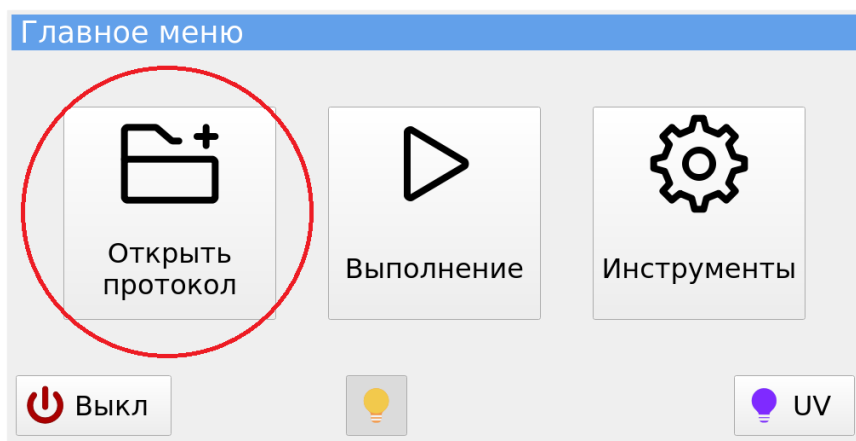 Главное меню
Открыть
протокол
Выполнение
Инструменты
Выкл
UV